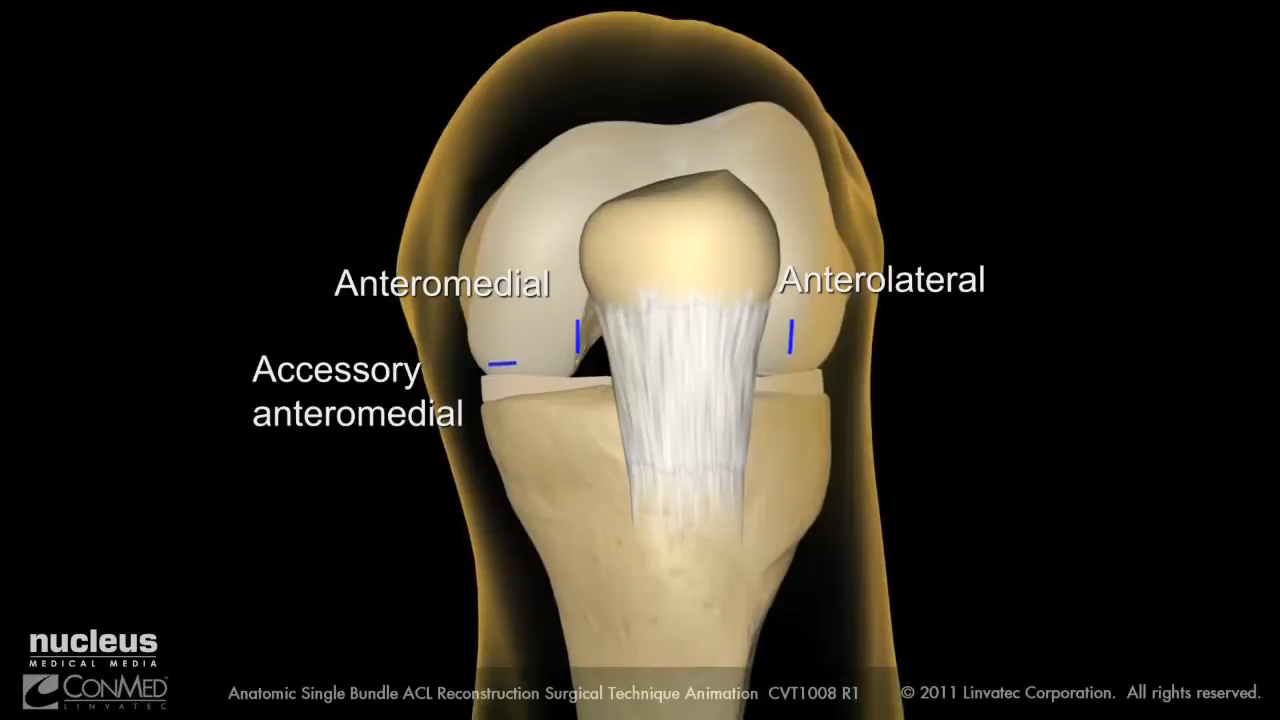 Anteromedial
Anterolateral
Accessory
anteromedial
nucleus
MEDICAL MEDIA
CONMED
LINVATEC
Anatomic Single Bundle ACL Reconstruction Surgical Technique Animation CVT1008 R1 © 2011 Linvatec Corporation. All rights reserved.